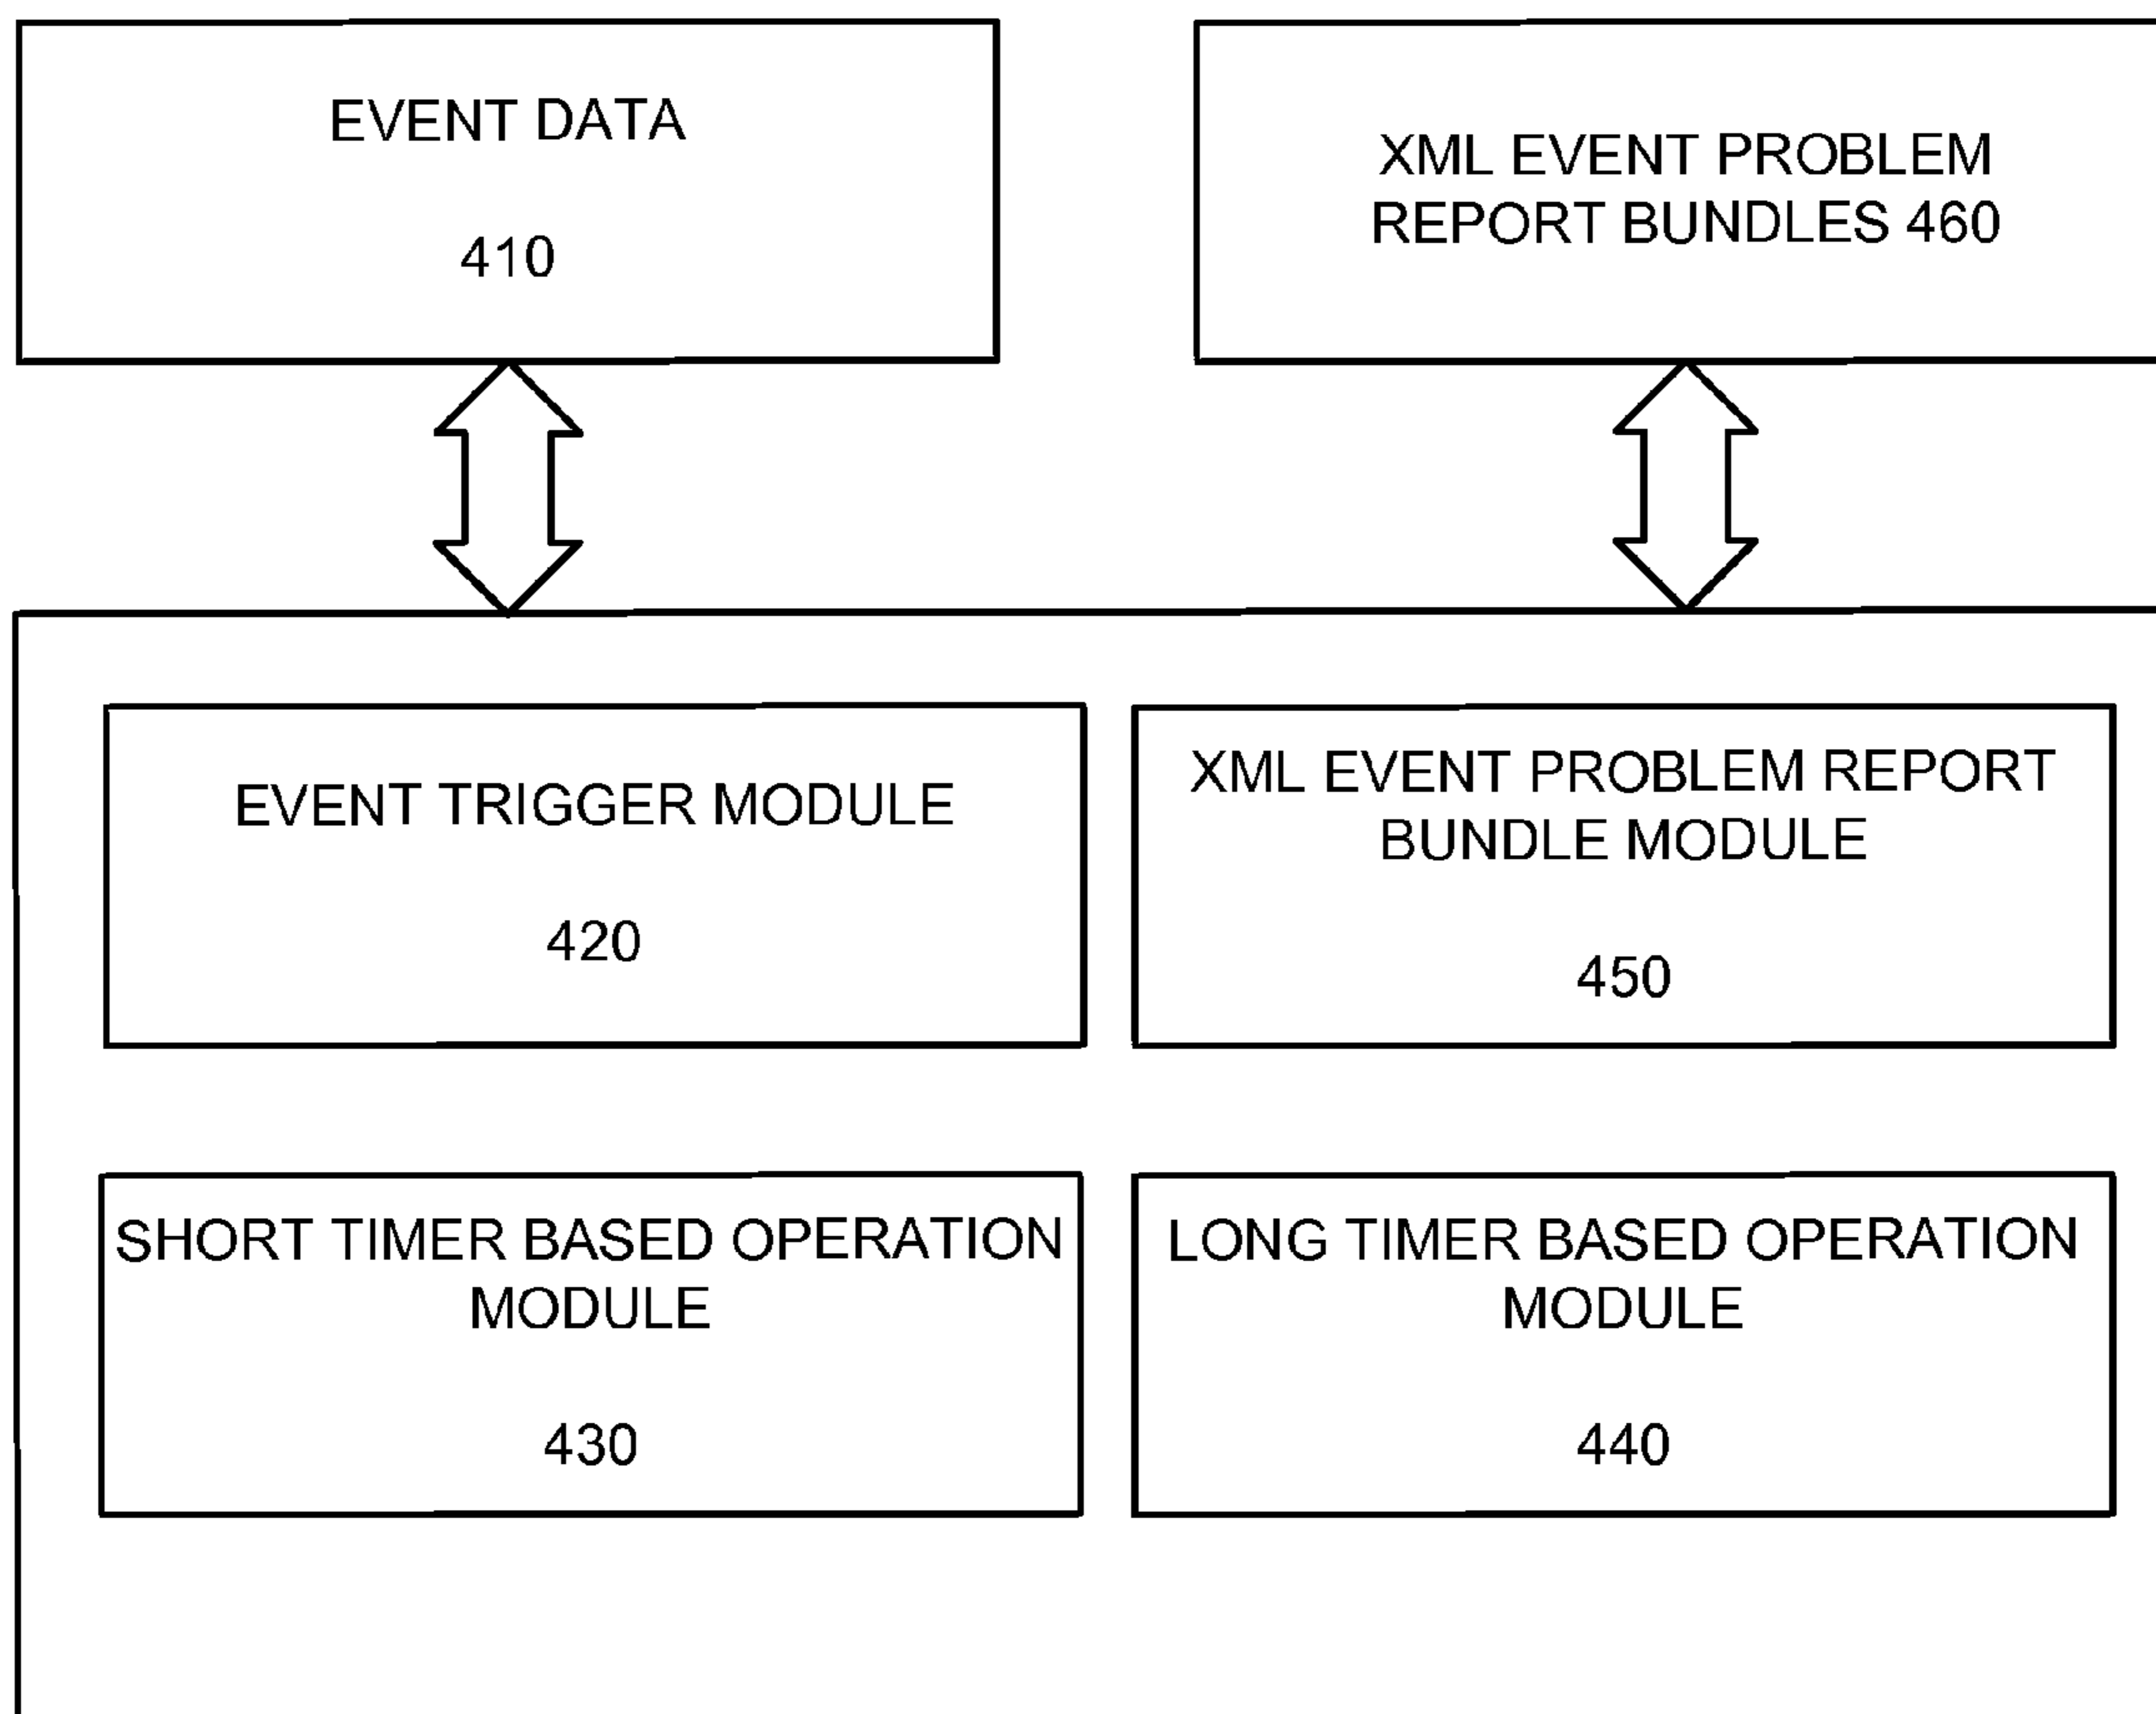 EVENT DATA
410
XML EVENT PROBLEM
REPORT BUNDLES 460
EVENT TRIGGER MODULE
420
XML EVENT PROBLEM REPORT
BUNDLE MODULE
450
SHORT TIMER BASED OPERATION
MODULE
430
LONG TIMER BASED OPERATION
MODULE
440